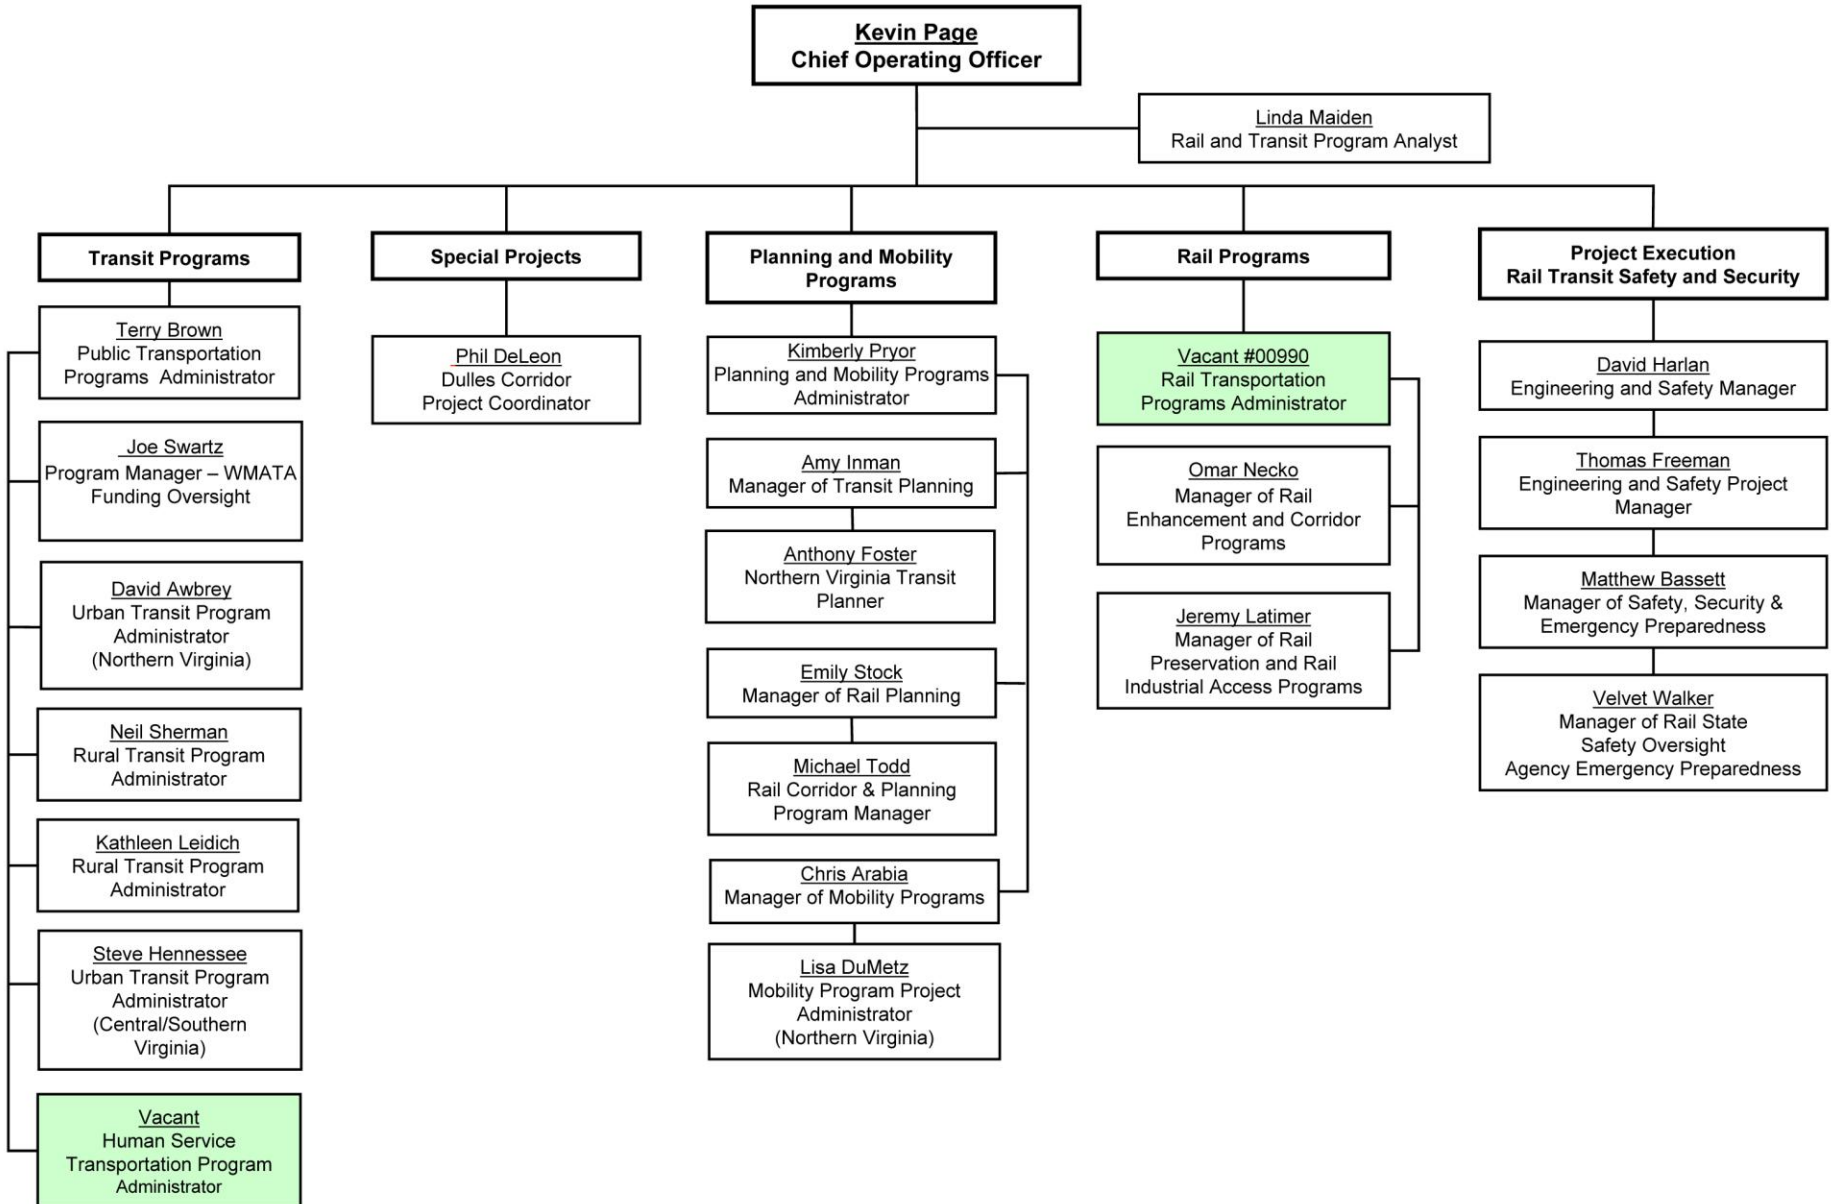 Kevin Page
Chief Operating Officer
Linda Maiden
Rail and Transit Program Analyst
Transit Programs
Terry Brown
Public Transportation
Programs Administrator
Joe Swartz
Program Manager – WMATA
Funding Oversight
David Awbrey
Urban Transit Program
Administrator
(Northern Virginia)
Neil Sherman
Rural Transit Program
Administrator
Kathleen Leidich
Rural Transit Program
Administrator
Steve Hennessee
Urban Transit Program
Administrator
(Central/Southern
Virginia)
Vacant
Human Service
Transportation Program
Administrator
Special Projects
Phil DeLeon
Dulles Corridor
Project Coordinator
Planning and Mobility
Programs
Kimberly Pryor
Planning and Mobility Programs
Administrator
Amy Inman
Manager of Transit Planning
Anthony Foster
Northern Virginia Transit
Planner
Emily Stock
Manager of Rail Planning
Michael Todd
Rail Corridor & Planning
Program Manager
Chris Arabia
Manager of Mobility Programs
Lisa DuMetz
Mobility Program Project
Administrator
(Northern Virginia)
Rail Programs
Vacant #00990
Rail Transportation
Programs Administrator
Omar Necko
Manager of Rail
Enhancement and Corridor
Programs
Jeremy Latimer
Manager of Rail
Preservation and Rail
Industrial Access Programs
Project Execution
Rail Transit Safety and Security
David Harlan
Engineering and Safety Manager
Thomas Freeman
Engineering and Safety Project
Manager
Matthew Bassett
Manager of Safety, Security &
Emergency Preparedness
Velvet Walker
Manager of Rail State
Safety Oversight
Agency Emergency Preparedness